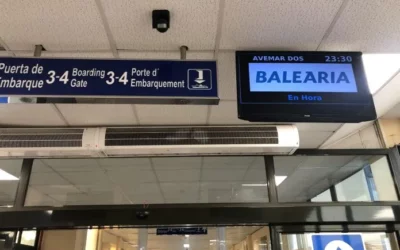 Puerta de
Embarque
3-4
Boarding
Gate
3-4
Porte d'
Embarquement
AVEMAR DOS 23:30
BALEARIA
En Hora